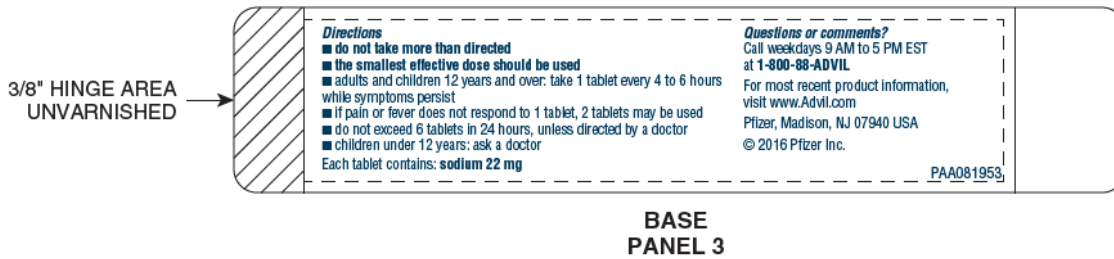 3/8" HINGE AREA
UNVARNISHED
Directions
■ do not take more than directed
■ the smallest effective dose should be used
■ adults and children 12 years and over: take 1 tablet every 4 to 6 hours
while symptoms persist
■ if pain or fever does not respond to 1 tablet, 2 tablets may be used
■ do not exceed 6 tablets in 24 hours, unless directed by a doctor
■ children under 12 years: ask a doctor
Each tablet contains: sodium 22 mg
Questions or comments?
Call weekdays 9 AM to 5 PM EST
at 1-800-88-ADVIL
For most recent product information,
visit www.Advil.com
Pfizer, Madison, NJ 07940 USA
© 2016 Pfizer Inc.
PAA081953
BASE
PANEL 3